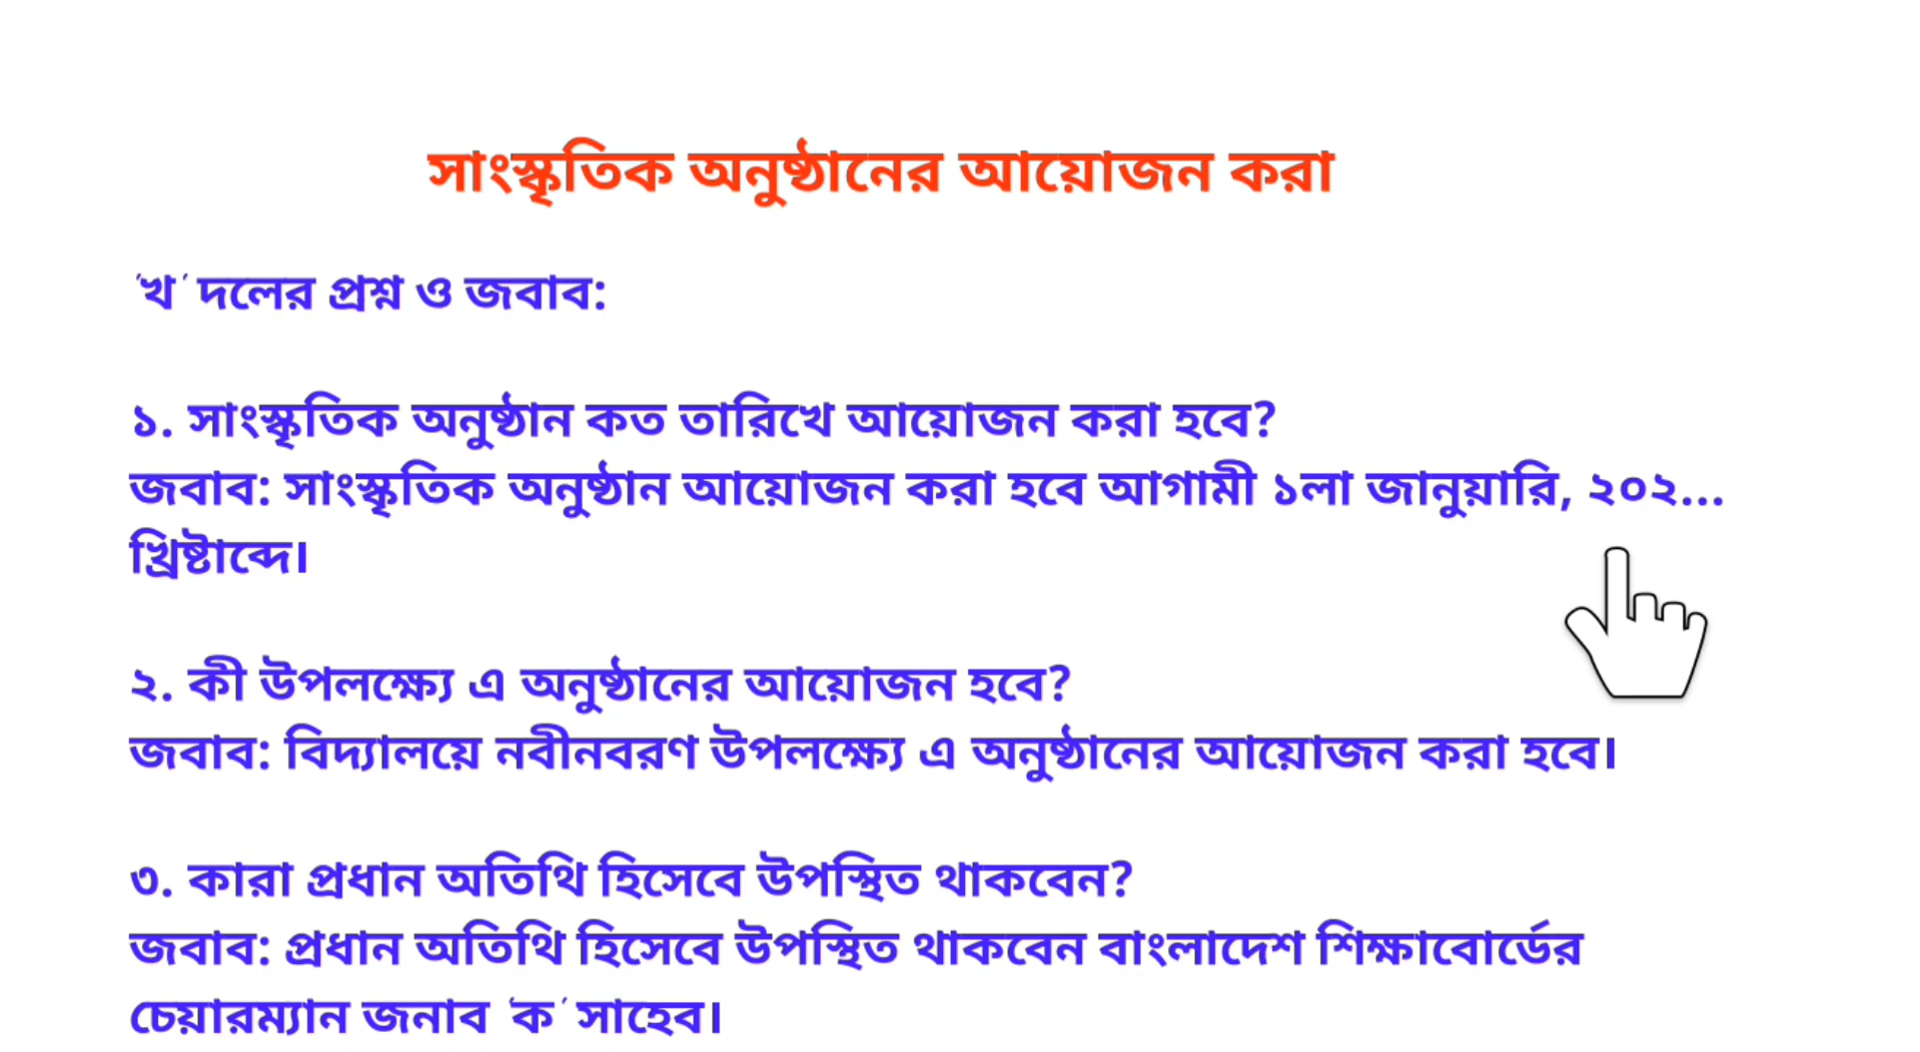 সাংস্কৃতিক অনুষ্ঠানের আয়োজন করা
'খ' দলের প্রশ্ন ও জবাব:
১. সাংস্কৃতিক অনুষ্ঠান কত তারিখে আয়োজন করা হবে?
জবাব: সাংস্কৃতিক অনুষ্ঠান আয়োজন করা হবে আগামী ১লা জানুয়ারি, ২০২...
খ্রিষ্টাব্দে।
২. কী উপলক্ষ্যে এ অনুষ্ঠানের আয়োজন হবে?
জবাব: বিদ্যালয়ে নবীনবরণ উপলক্ষ্যে এ অনুষ্ঠানের আয়োজন করা হবে।
৩. কারা প্রধান অতিথি হিসেবে উপস্থিত থাকবেন?
জবাব: প্রধান অতিথি হিসেবে উপস্থিত থাকবেন বাংলাদেশ শিক্ষাবোর্ডের
চেয়ারম্যান জনাব 'ক' সাহেব।